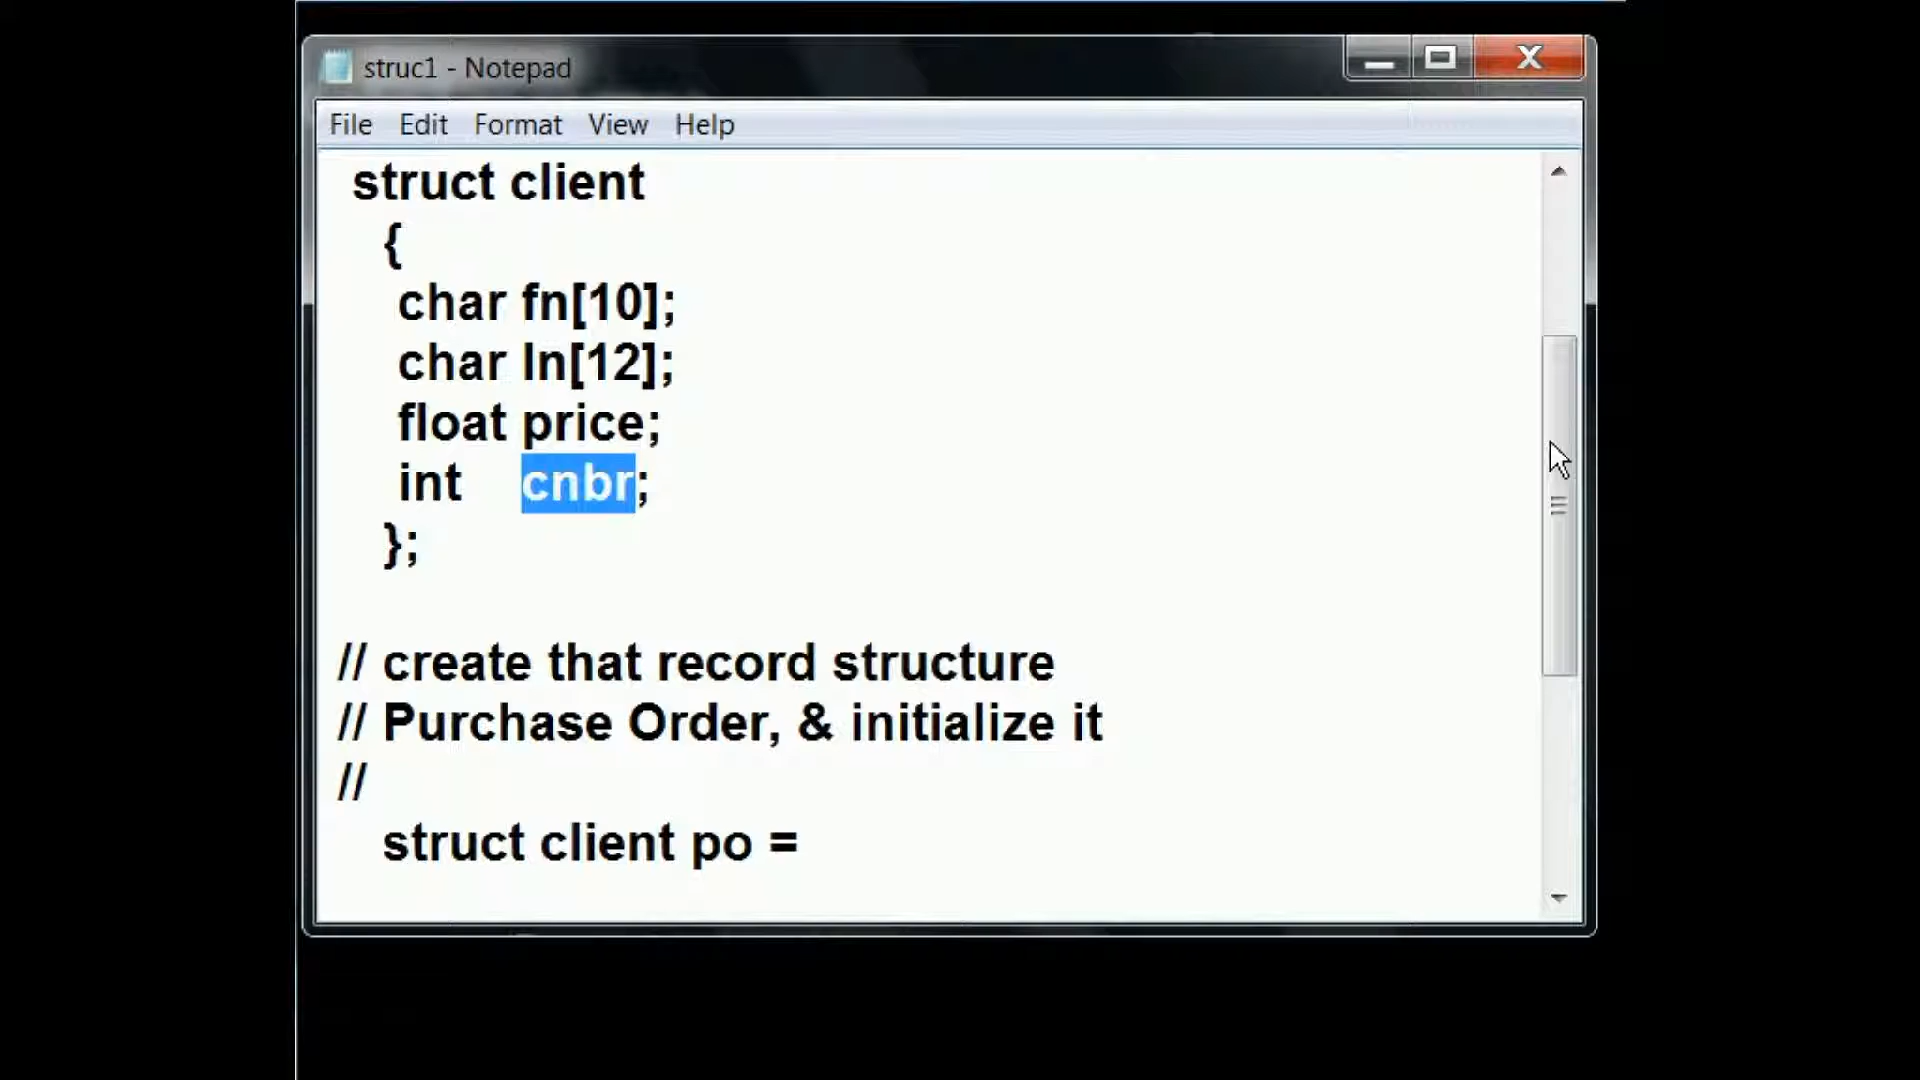 struc1 - Notepad
File Edit Format View Help
struct client
{
char fn[10];
char ln[12];
float price;
int cnbr;
};
// create that record structure
// Purchase Order, & initialize it
//
struct client po =